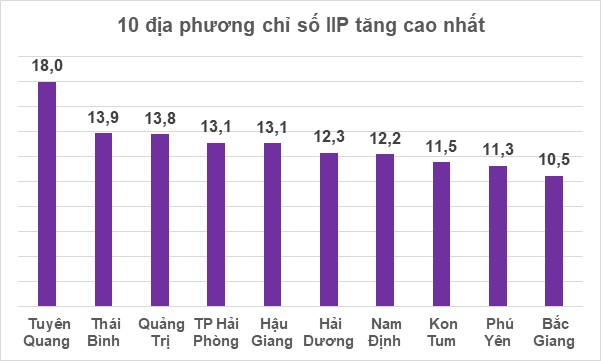 10 địa phương chỉ số IIP tăng cao nhất
18,0
13,9
13,8
13,1
13,1
12,3
12,2
11,5
11,3
10,5
Tuyên
Quang
Thái
Bình
Quảng
Trị
TP Hải
Phòng
Hậu
Giang
Hải
Dương
Nam
Định
Kon
Tum
Phú
Yên
Bắc
Giang